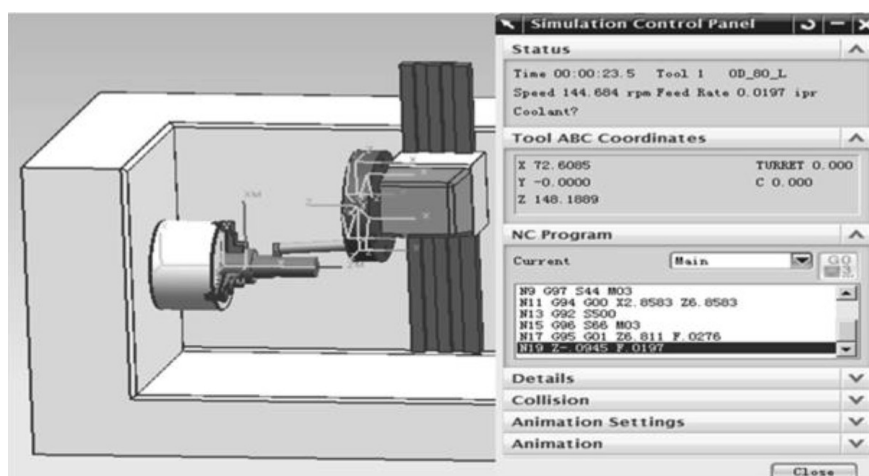 Simulation Control Panel
Status
Time 00:00:23.5 Tool 1 OD_80_L
Speed 144.684 rpm Feed Rate 0.0197 ipr
Coolant?
Tool ABC Coordinates
X 72.6085 TURRET 0.000
Y -0.0000 C 0.000
Z 148.1889
NC Program
Current Main
N9 G97 S44 M03
N11 G94 G00 X2.8583 Z6.8583
N13 G92 S500
N15 G96 S66 M03
N17 G95 G01 Z6.811 F.0276
N19 Z-.0945 F.0197
Details
Collision
Animation Settings
Animation
Close
XM